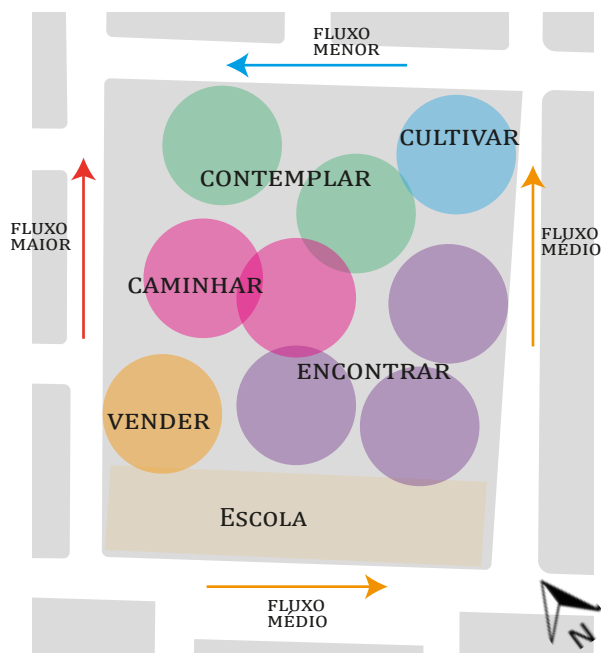 FLUXO
MENOR
CULTIVAR
CONTEMPLAR
FLUXO
MAIOR
FLUXO
MÉDIO
CAMINHAR
ENCONTRAR
VENDER
ESCOLA
FLUXO
MÉDIO
N